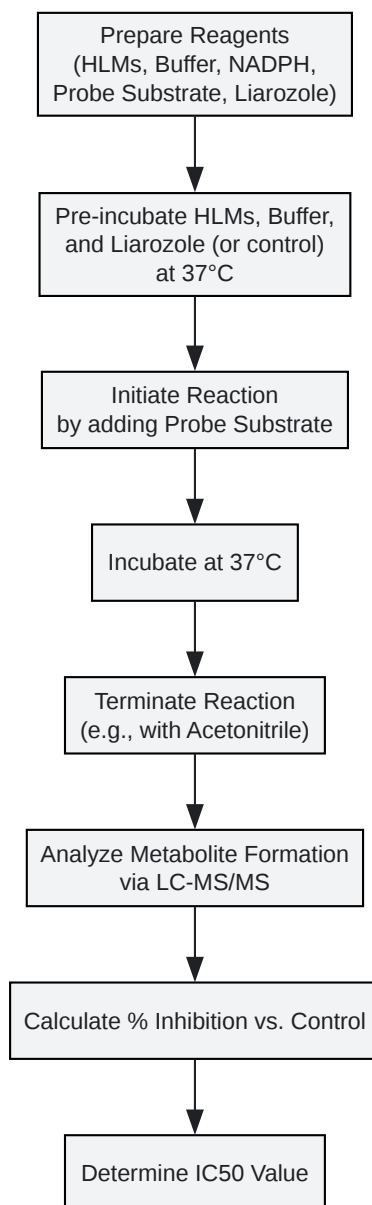 Prepare Reagents
(HLMs, Buffer, NADPH,
Probe Substrate, Liarozole)
Pre-incubate HLMs, Buffer,
and Liarozole (or control)
at 37°C
Initiate Reaction
by adding Probe Substrate
Incubate at 37°C
Terminate Reaction
(e.g., with Acetonitrile)
Analyze Metabolite Formation
via LC-MS/MS
Calculate % Inhibition vs. Control
Determine IC50 Value